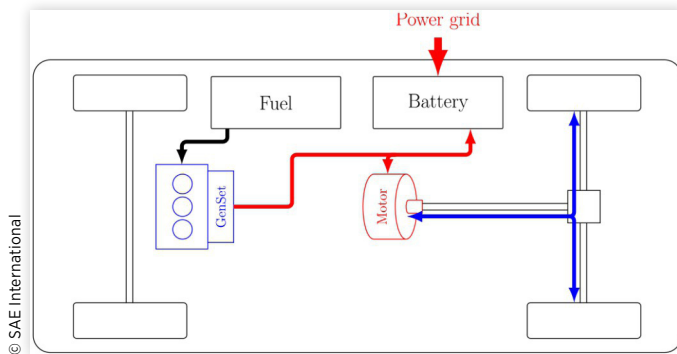 Power grid
Fuel
Battery
GenSet
Motor
© SAE International